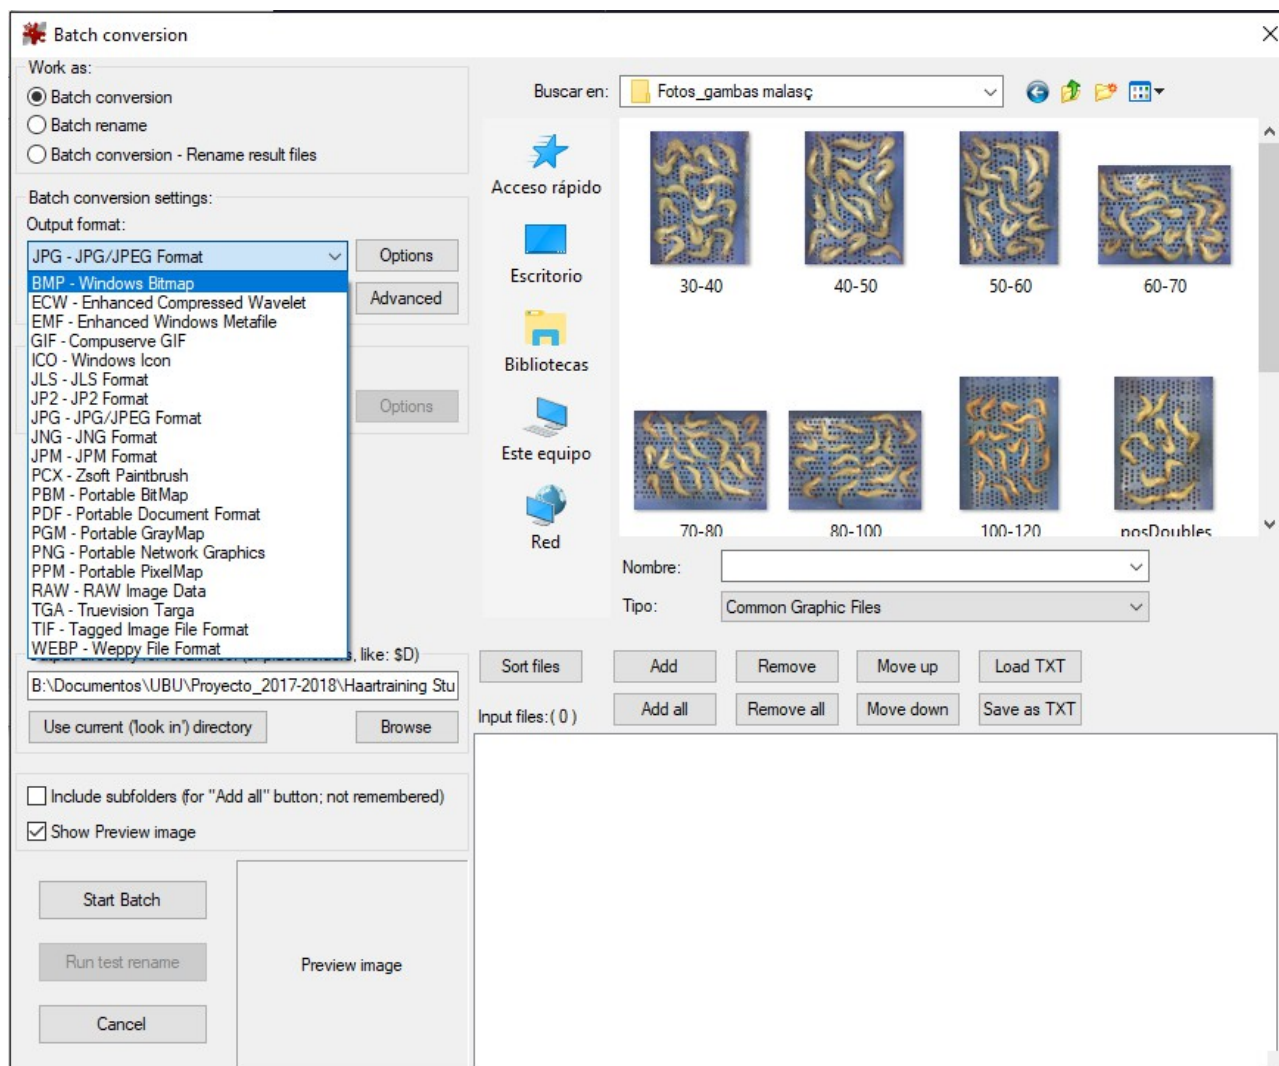 Batch conversion
Work as:
Batch conversion
Batch rename
Batch conversion - Rename result files
Batch conversion settings:
Output format:
JPG - JPG/JPEG Format
Options
BMP - Windows Bitmap
ECW - Enhanced Compressed Wavelet
Advanced
EMF - Enhanced Windows Metafile
GIF - Compuserve GIF
ICO - Windows Icon
JLS - JLS Format
JP2 - JP2 Format
Options
JPG - JPG/JPEG Format
JNG - JNG Format
JPM - JPM Format
PCX - Zsoft Paintbrush
PBM - Portable BitMap
PDF - Portable Document Format
PGM - Portable GrayMap
PNG - Portable Network Graphics
PPM - Portable PixelMap
RAW - RAW Image Data
TGA - Truevision Targa
TIF - Tagged Image File Format
WEBP - Weppy File Format
, like: $D)
B:\Documentos\UBU\Proyecto_2017-2018\Haartraining Stu
Use current ('look in') directory
Browse
Include subfolders (for "Add all" button; not remembered)
Show Preview image
Start Batch
Run test rename
Cancel
Preview image
Buscar en:
Fotos_gambas malasç
Acceso rápido
Escritorio
Bibliotecas
Este equipo
Red
30-40
40-50
50-60
60-70
70-80
80-100
100-120
posDoubles
Nombre:
Tipo:
Common Graphic Files
Sort files
Add
Remove
Move up
Load TXT
Input files:( 0 )
Add all
Remove all
Move down
Save as TXT